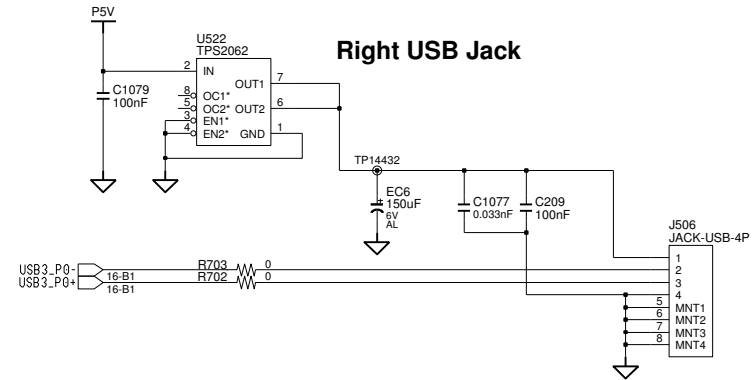 P5V
U522
TPS2062
Right USB Jack
2 IN
OUT1 7
C1079
100nF
8 OC1*
5 OC2* OUT2 6
3 EN1*
4 EN2* GND 1
TP14432
EC6
150uF
6V
AL
C1077
0.033nF
C209
100nF
J506
JACK-USB-4P
1
USB3_P0- R703 0 2
16-B1
USB3_P0+ R702 0 3
16-B1
4
5 MNT1
6 MNT2
7 MNT3
8 MNT4